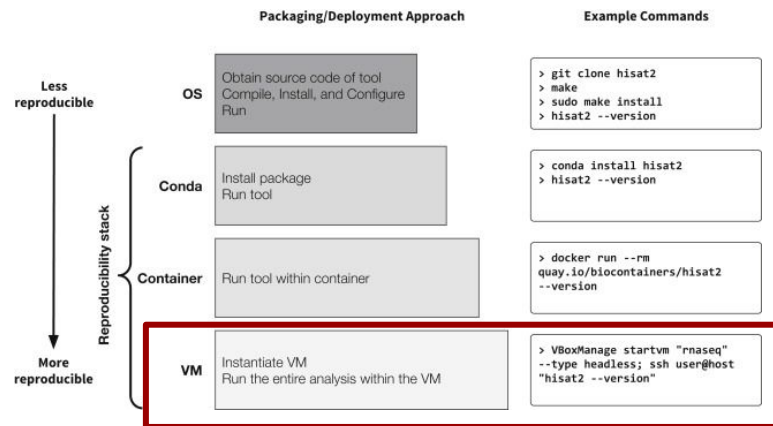 Packaging/Deployment Approach
Example Commands
Less
reproducible
More
reproducible
Reproducibility stack
OS
Obtain source code of tool
Compile, Install, and Configure
Run
> git clone hisat2
> make
> sudo make install
> hisat2 --version
Conda
Install package
Run tool
> conda install hisat2
> hisat2 --version
Container
Run tool within container
> docker run --rm
quay.io/biocontainers/hisat2
--version
VM
Instantiate VM
Run the entire analysis within the VM
> VBoxManage startvm "rnaseq"
--type headless; ssh user@host
"hisat2 --version"